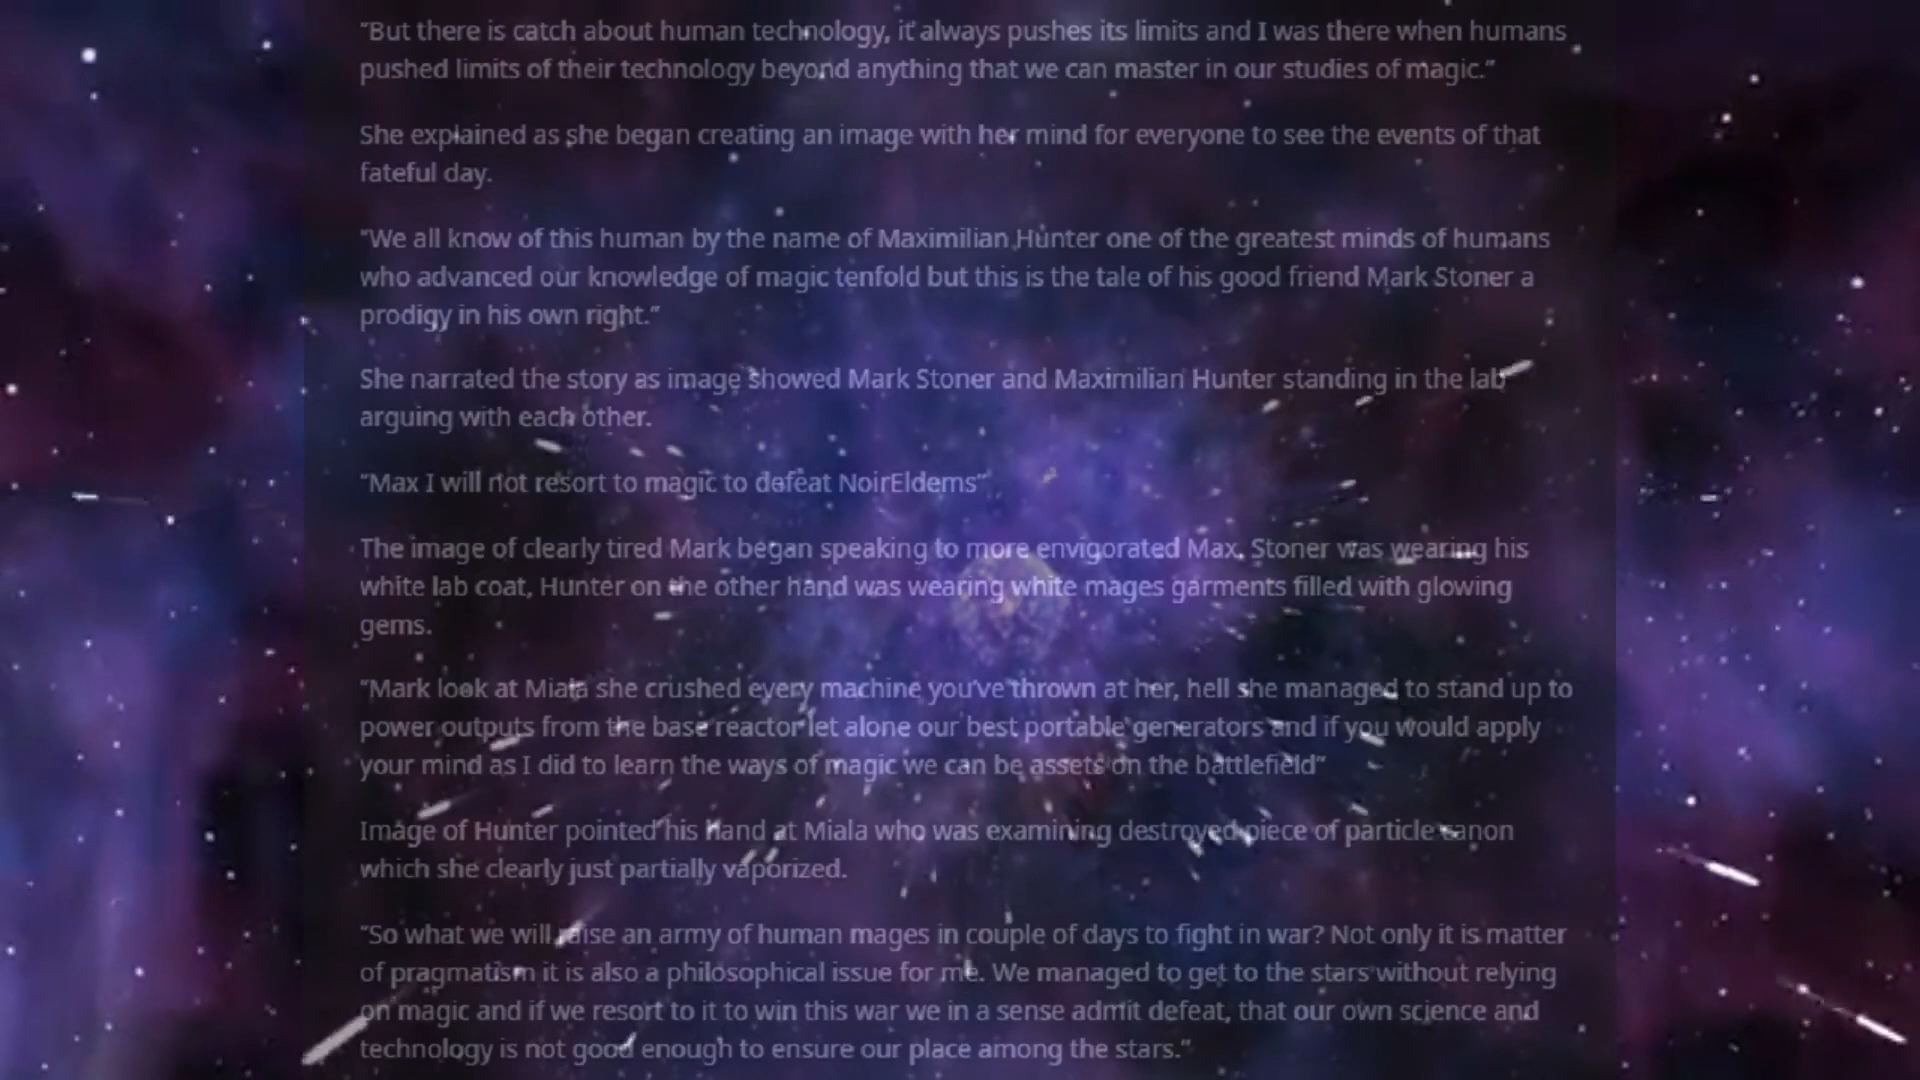 “But there is catch about human technology, it always pushes its limits and I was there when humans
pushed limits of their technology beyond anything that we can master in our studies of magic.”
She explained as she began creating an image with her mind for everyone to see the events of that
fateful day.
“We all know of this human by the name of Maximilian Hunter one of the greatest minds of humans
who advanced our knowledge of magic tenfold but this is the tale of his good friend Mark Stoner a
prodigy in his own right.”
She narrated the story as image showed Mark Stoner and Maximilian Hunter standing in the lab
arguing with each other.
“Max I will not resort to magic to defeat NoirEldems”
The image of clearly tired Mark began speaking to more envigorated Max. Stoner was wearing his
white lab coat, Hunter on the other hand was wearing white mages garments filled with glowing
gems.
“Mark look at Miala she crushed every machine you’ve thrown at her, hell she managed to stand up to
power outputs from the base reactor let alone our best portable generators and if you would apply
your mind as I did to learn the ways of magic we can be assets on the battlefield”
Image of Hunter pointed his hand at Miala who was examining destroyed piece of particle canon
which she clearly just partially vaporized.
“So what we will raise an army of human mages in couple of days to fight in war? Not only it is matter
of pragmatism it is also a philosophical issue for me. We managed to get to the stars without relying
on magic and if we resort to it to win this war we in a sense admit defeat, that our own science and
technology is not good enough to ensure our place among the stars.”